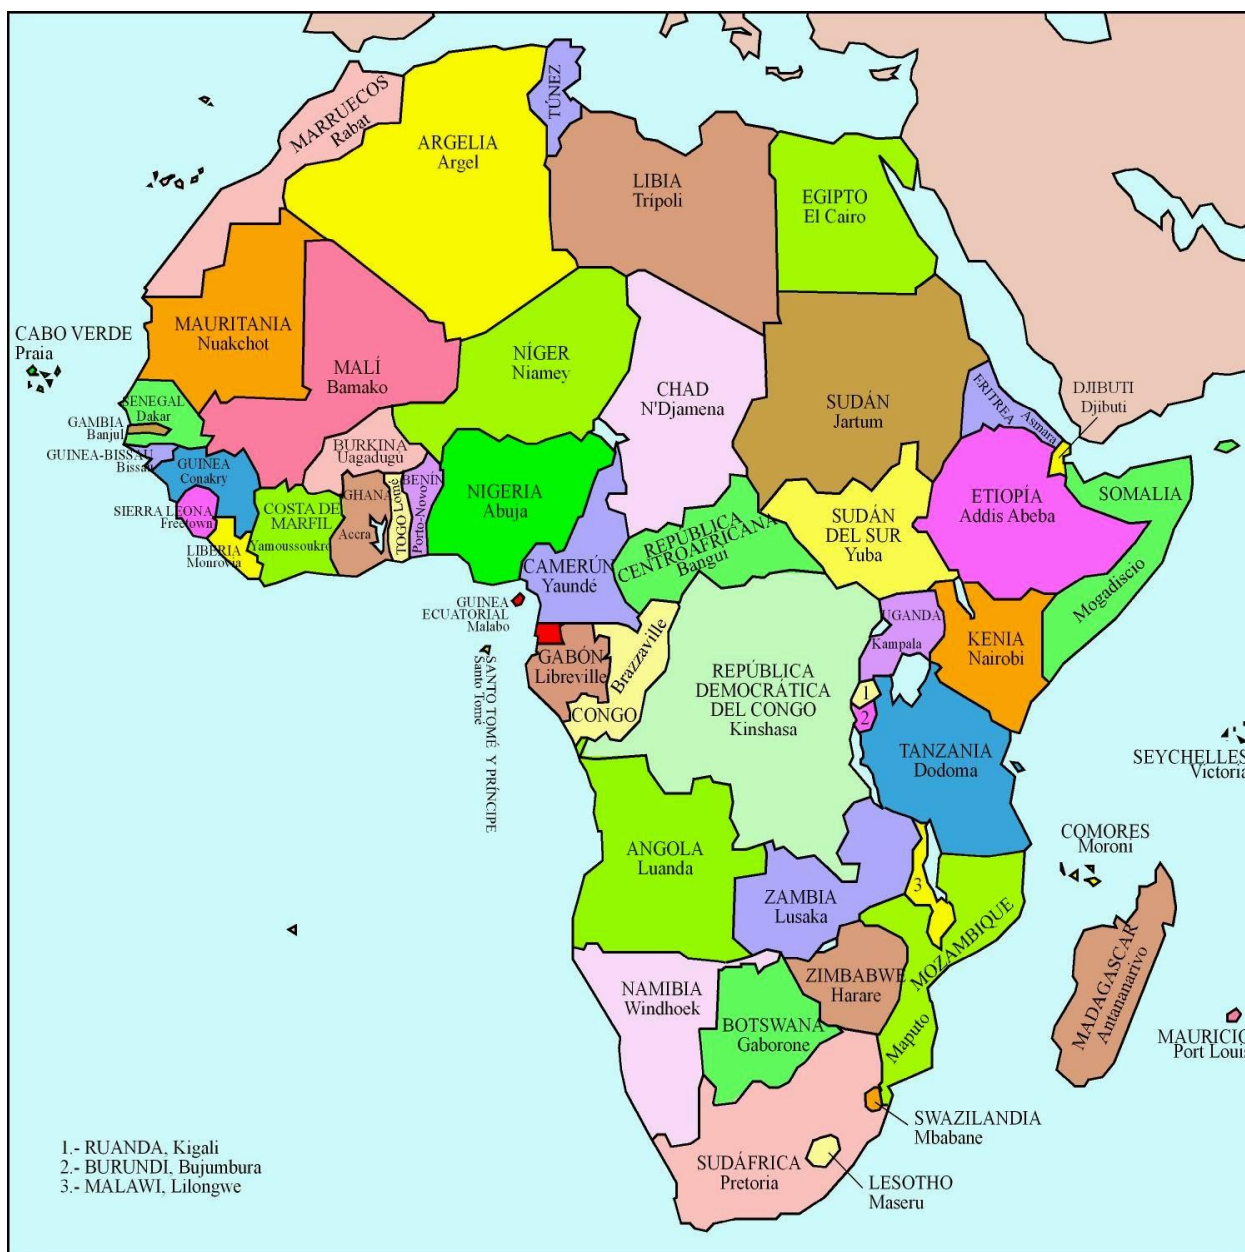 MARRUECOS
Rabat
ARGELIA
Argel
TÚNEZ
LIBIA
Trípoli
EGIPTO
El Cairo
MAURITANIA
Nuakchot
MALÍ
Bamako
NÍGER
Niamey
CHAD
N'Djamena
SUDÁN
Jartum
ERITREA
Asmara
DJIBUTI
Djibuti
CABO VERDE
Praia
SENEGAL
Dakar
GAMBIA
Banjul
GUINEA-BISSAU
Bissau
GUINEA
Conakry
SIERRA LEONA
Freetown
LIBERIA
Monrovia
COSTA DE
MARFIL
Yamoussoukro
BURKINA
Uagadugú
GHANA
Accra
TOGO Lomé
BENÍN
Porto-Novo
NIGERIA
Abuja
CAMERÚN
Yaundé
REPÚBLICA
CENTROAFRICANA
Bangui
SUDÁN
DEL SUR
Yuba
ETIOPÍA
Addis Abeba
SOMALIA
Mogadiscio
GUINEA
ECUATORIAL
Malabo
SANTO TOMÉ Y PRÍNCIPE
Santo Tomé
GABÓN
Libreville
CONGO
Brazzaville
REPÚBLICA
DEMOCRÁTICA
DEL CONGO
Kinshasa
UGANDA
Kampala
KENIA
Nairobi
1
2
TANZANIA
Dodoma
SEYCHELLES
Victoria
COMORES
Moroni
ANGOLA
Luanda
ZAMBIA
Lusaka
3
MOZAMBIQUE
Maputo
MADAGASCAR
Antananarivo
MAURICIO
Port Louis
NAMIBIA
Windhoek
BOTSWANA
Gaborone
ZIMBABWE
Harare
SWAZILANDIA
Mbabane
SUDÁFRICA
Pretoria
LESOTHO
Maseru
1.- RUANDA, Kigali
2.- BURUNDI, Bujumbura
3.- MALAWI, Lilongwe